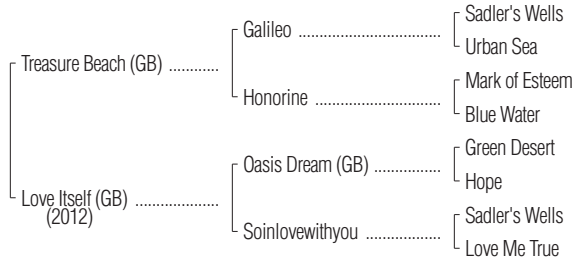 Sadler's Wells
Galileo
Urban Sea
Treasure Beach (GB)
Mark of Esteem
Honorine
Blue Water
Green Desert
Oasis Dream (GB)
Hope
Love Itself (GB)
(2012)
Sadler's Wells
Soinlovewithyou
Love Me True